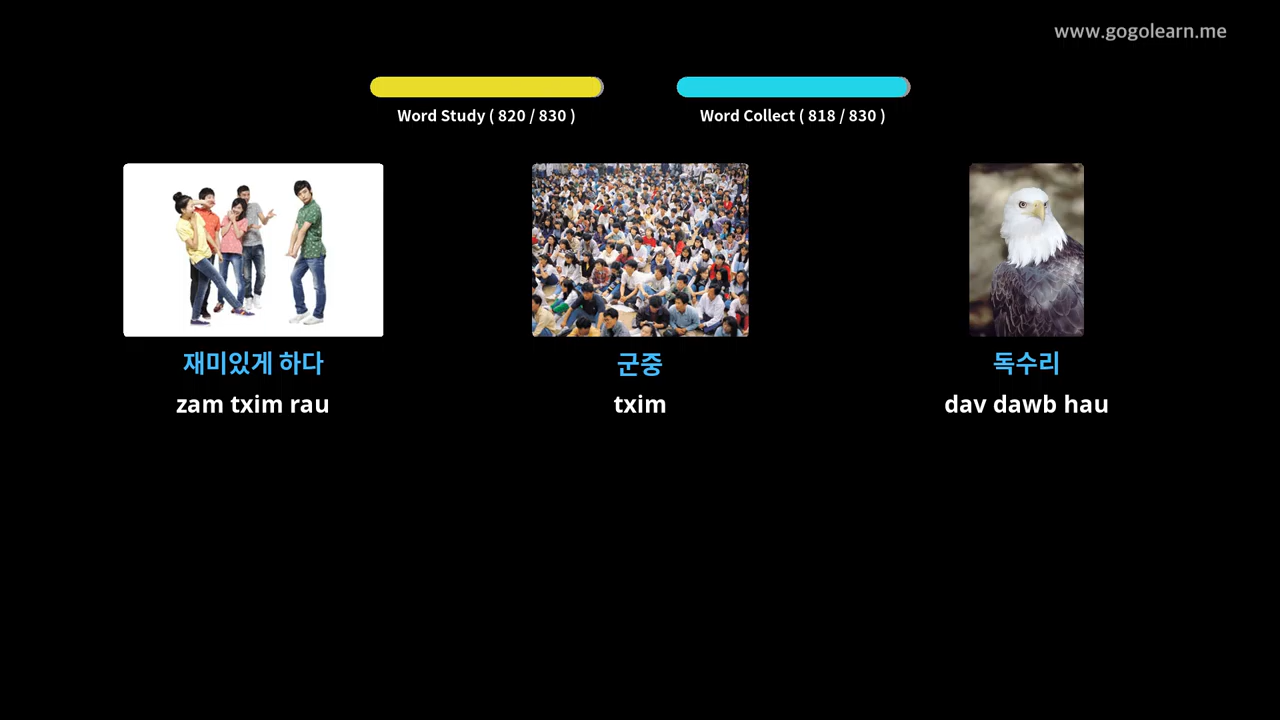 www.gogolearn.me
Word Study ( 820 / 830 )
Word Collect ( 818 / 830 )
재미있게 하다
zam txim rau
군중
txim
독수리
dav dawb hau